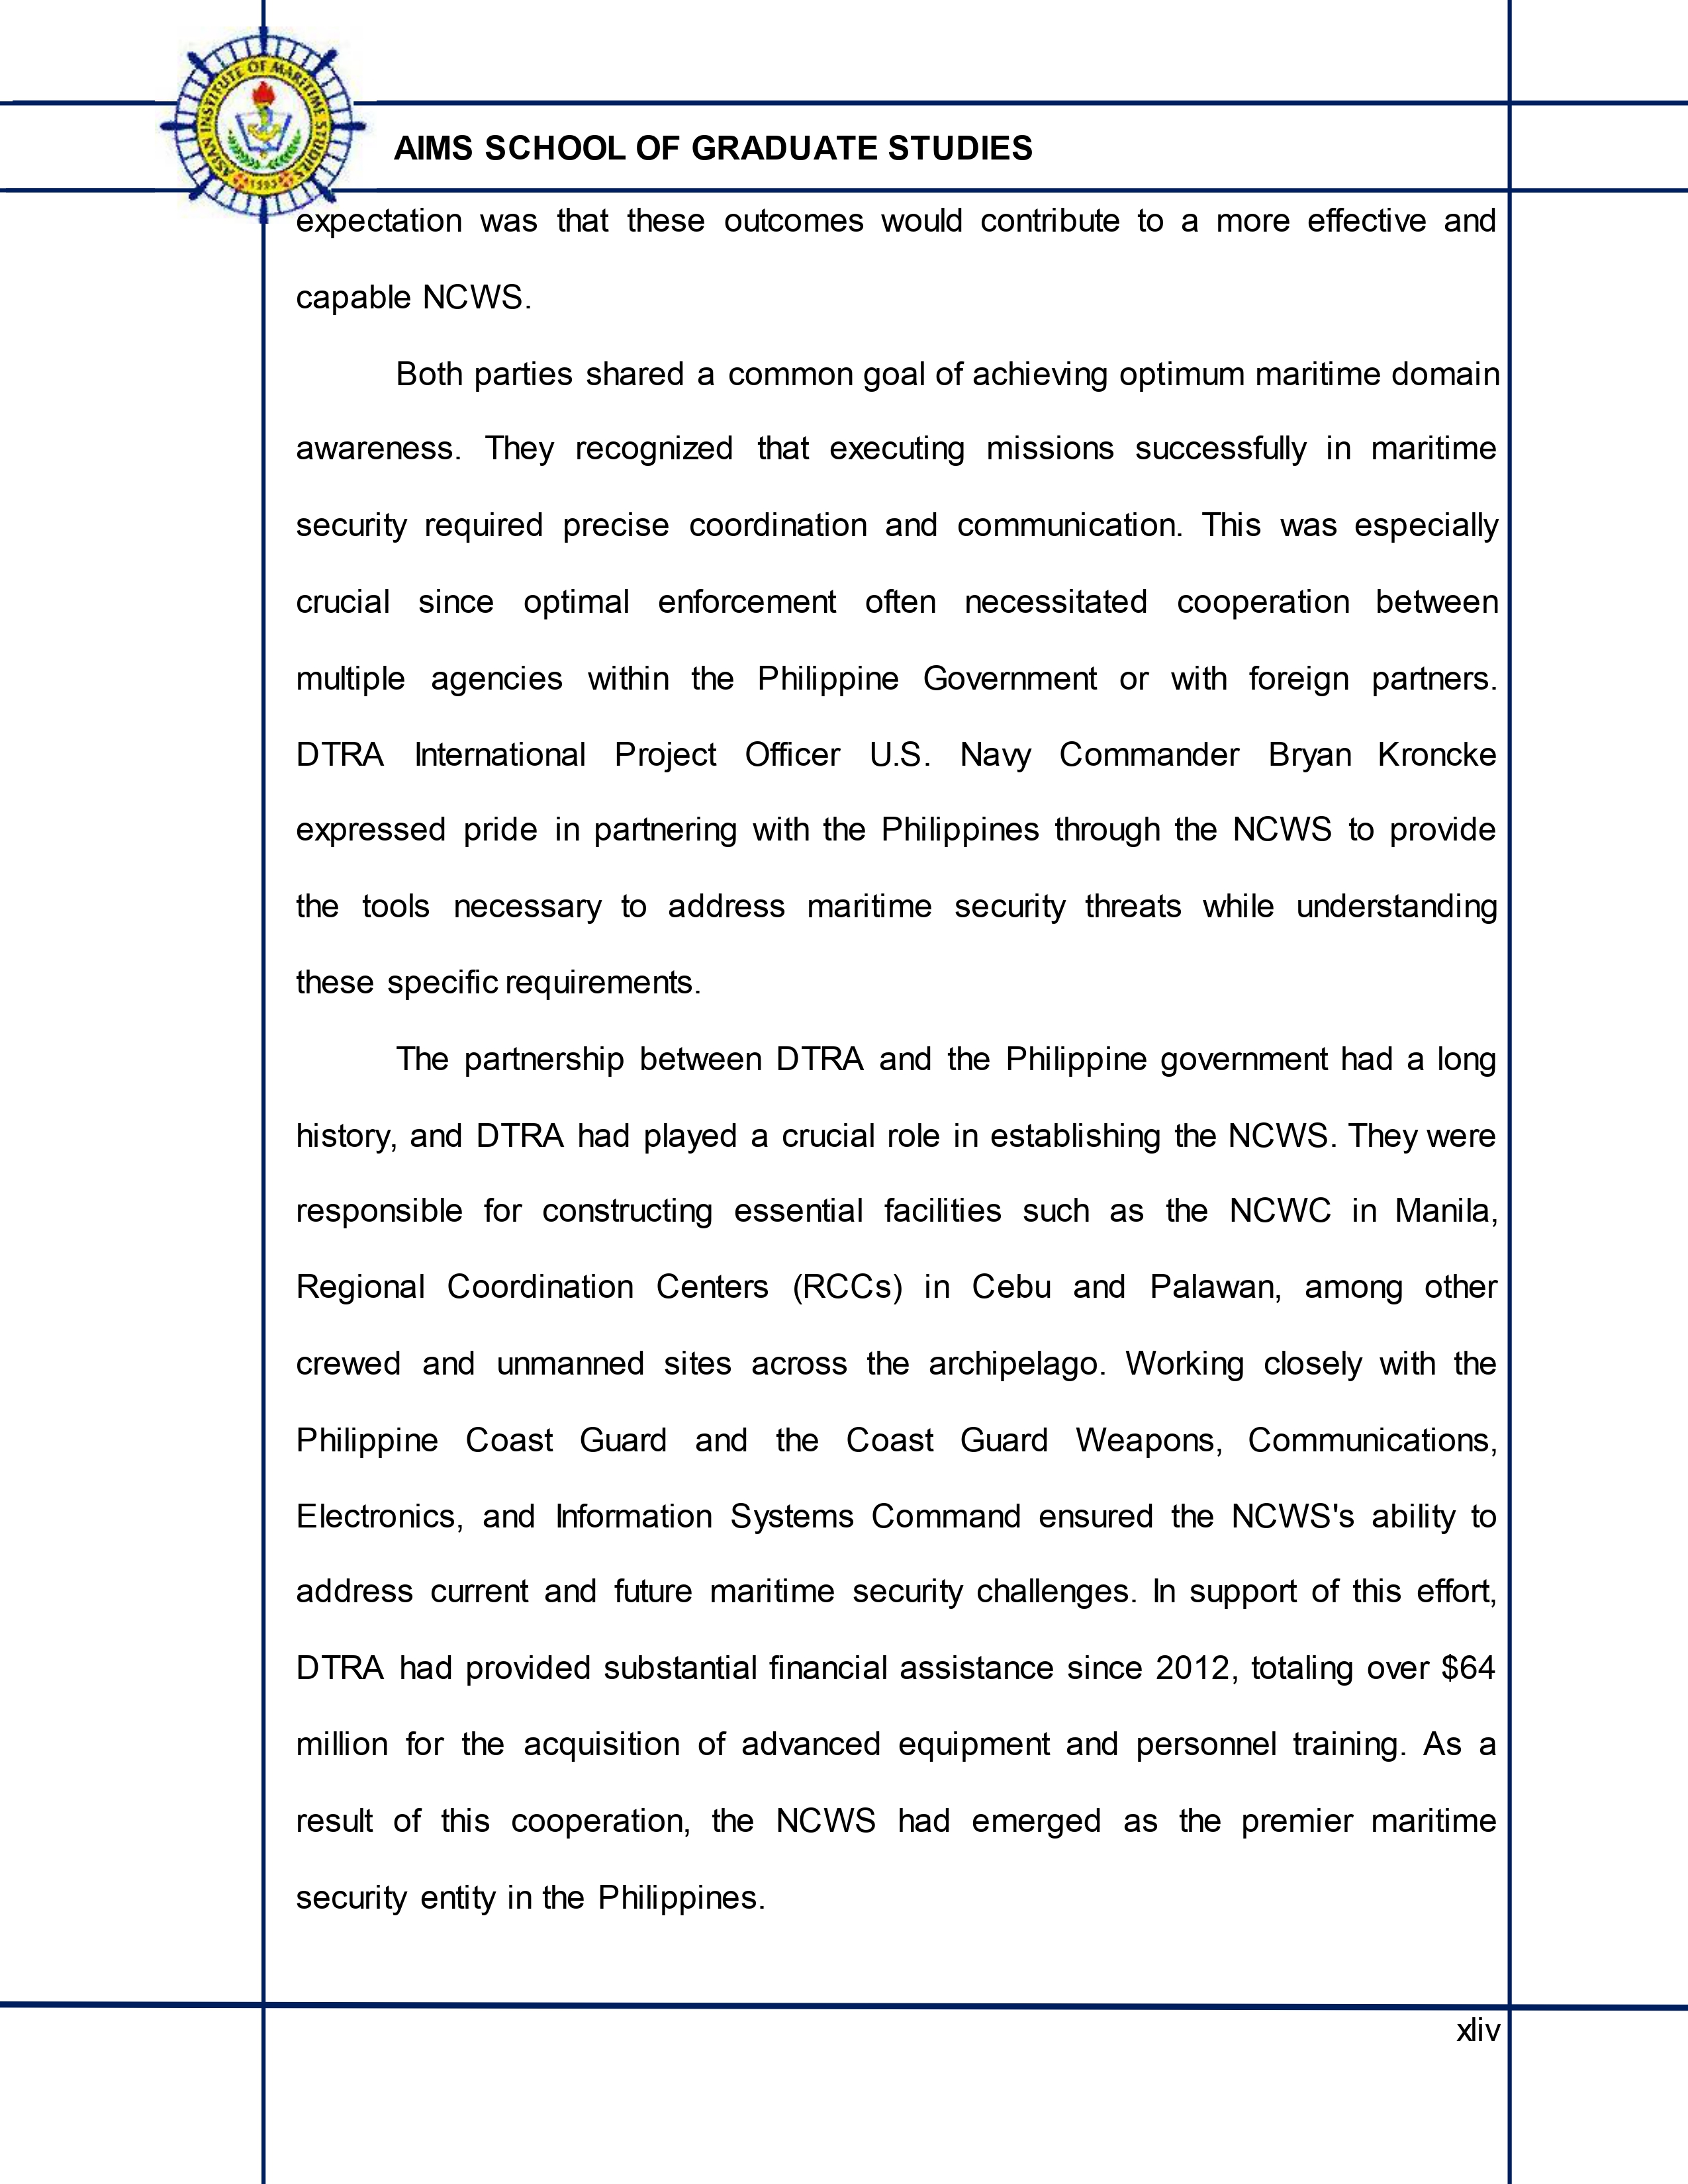 ASIAN INSTITUTE OF MARITIME STUDIES
1993
AIMS SCHOOL OF GRADUATE STUDIES
expectation was that these outcomes would contribute to a more effective and
capable NCWS.
Both parties shared a common goal of achieving optimum maritime domain
awareness. They recognized that executing missions successfully in maritime
security required precise coordination and communication. This was especially
crucial since optimal enforcement often necessitated cooperation between
multiple agencies within the Philippine Government or with foreign partners.
DTRA International Project Officer U.S. Navy Commander Bryan Kroncke
expressed pride in partnering with the Philippines through the NCWS to provide
the tools necessary to address maritime security threats while understanding
these specific requirements.
The partnership between DTRA and the Philippine government had a long
history, and DTRA had played a crucial role in establishing the NCWS. They were
responsible for constructing essential facilities such as the NCWC in Manila,
Regional Coordination Centers (RCCs) in Cebu and Palawan, among other
crewed and unmanned sites across the archipelago. Working closely with the
Philippine Coast Guard and the Coast Guard Weapons, Communications,
Electronics, and Information Systems Command ensured the NCWS's ability to
address current and future maritime security challenges. In support of this effort,
DTRA had provided substantial financial assistance since 2012, totaling over $64
million for the acquisition of advanced equipment and personnel training. As a
result of this cooperation, the NCWS had emerged as the premier maritime
security entity in the Philippines.
xliv